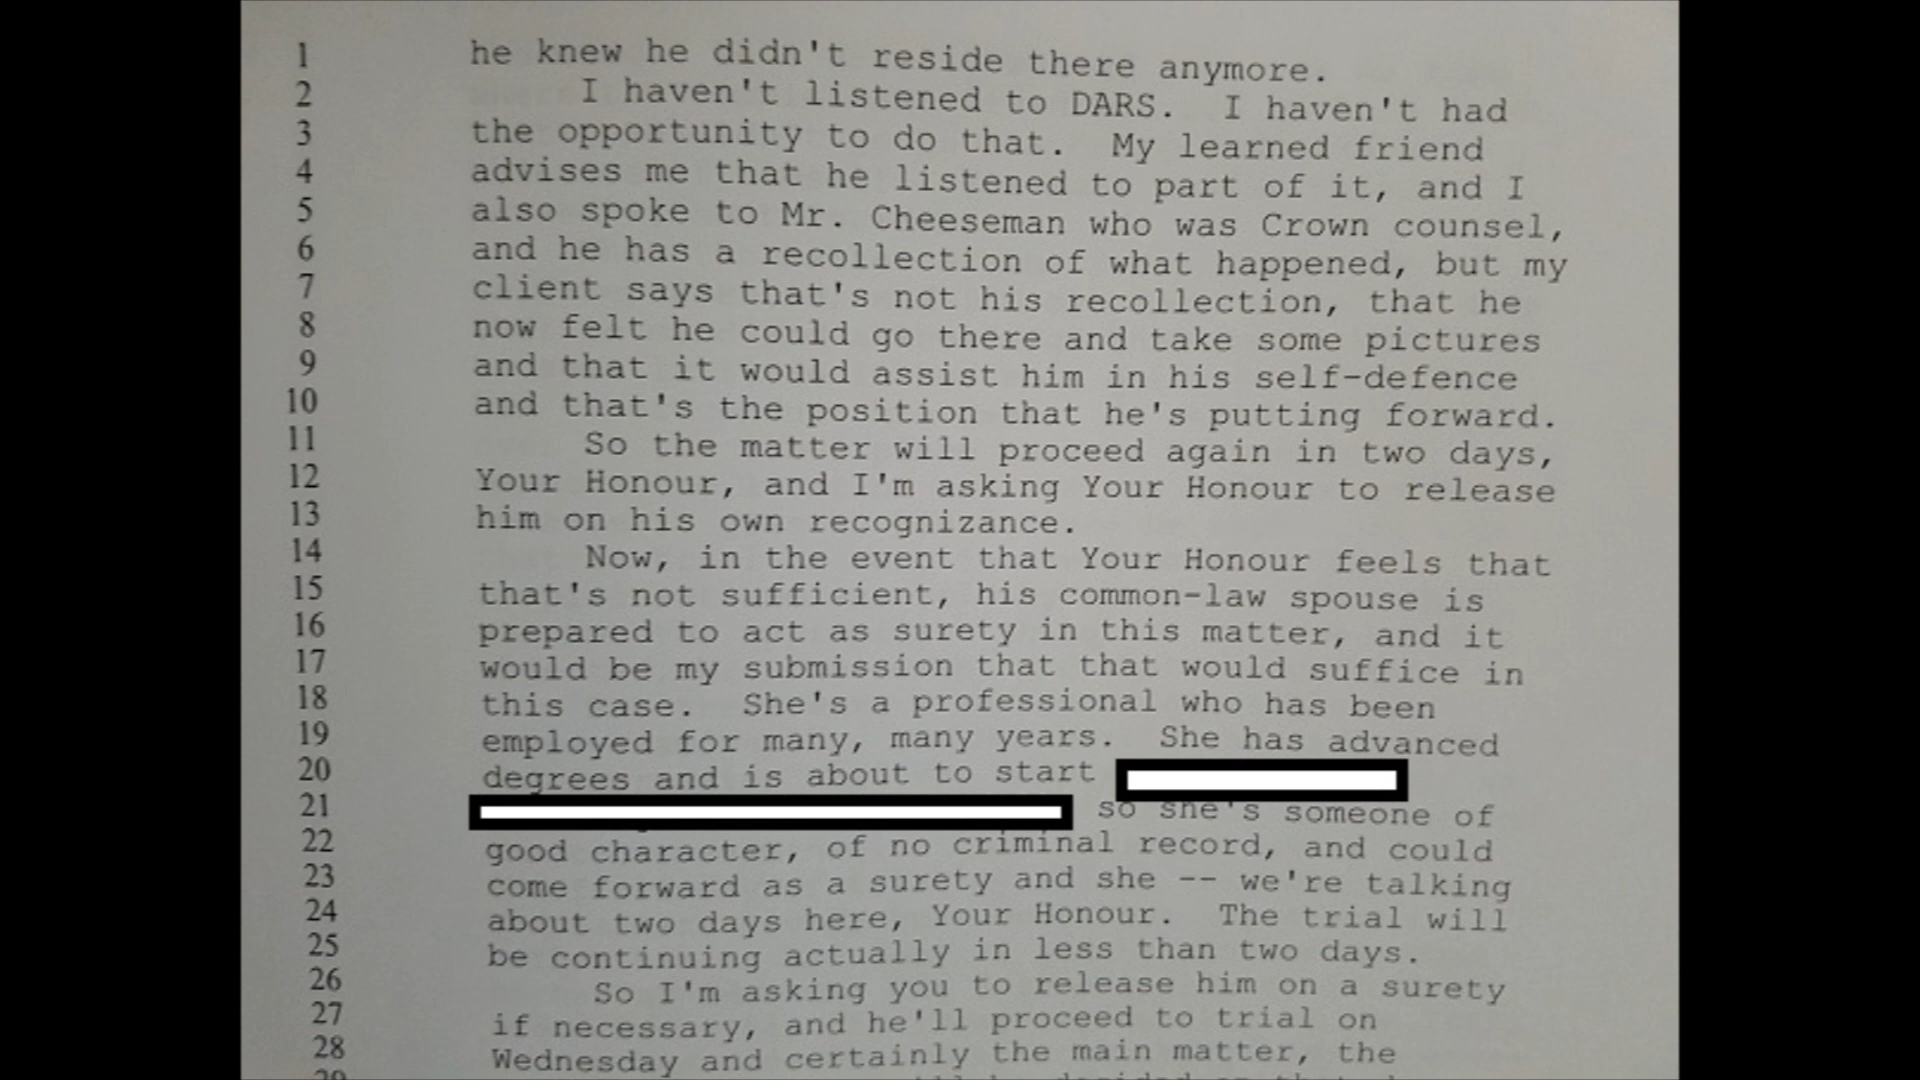 1 he knew he didn't reside there anymore.
2 I haven't listened to DARS. I haven't had
3 the opportunity to do that. My learned friend
4 advises me that he listened to part of it, and I
5 also spoke to Mr. Cheeseman who was Crown counsel,
6 and he has a recollection of what happened, but my
7 client says that's not his recollection, that he
8 now felt he could go there and take some pictures
9 and that it would assist him in his self-defence
10 and that's the position that he's putting forward.
11 So the matter will proceed again in two days,
12 Your Honour, and I'm asking Your Honour to release
13 him on his own recognizance.
14 Now, in the event that Your Honour feels that
15 that's not sufficient, his common-law spouse is
16 prepared to act as surety in this matter, and it
17 would be my submission that that would suffice in
18 this case. She's a professional who has been
19 employed for many, many years. She has advanced
20 degrees and is about to start
21 so she's someone of
22 good character, of no criminal record, and could
23 come forward as a surety and she -- we're talking
24 about two days here, Your Honour. The trial will
25 be continuing actually in less than two days.
26 So I'm asking you to release him on a surety
27 if necessary, and he'll proceed to trial on
28 Wednesday and certainly the main matter, the
29